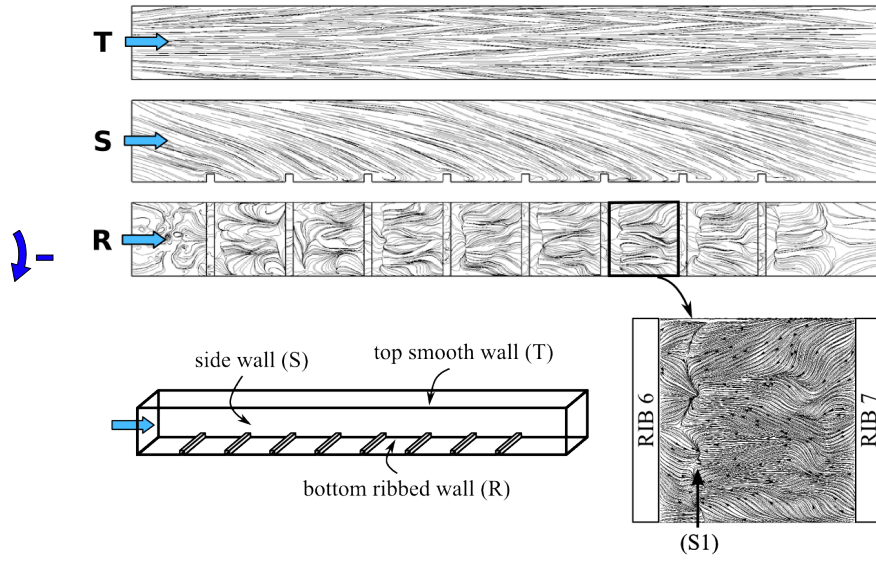 T
S
R
-
side wall (S)
top smooth wall (T)
bottom ribbed wall (R)
RIB 6
RIB 7
(S1)